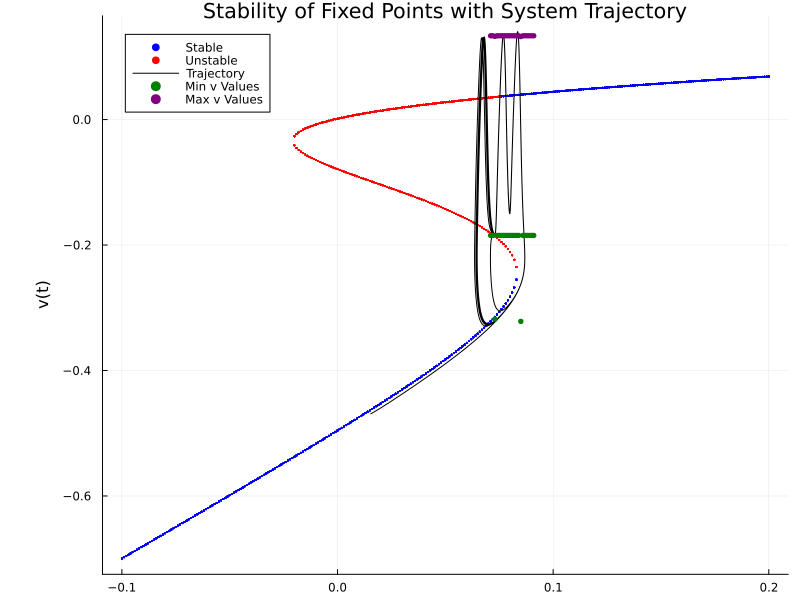 Stability of Fixed Points with System Trajectory
Stable
Unstable
Trajectory
Min v Values
Max v Values
v(t)
0.0
−0.2
−0.4
−0.6
−0.1
0.0
0.1
0.2